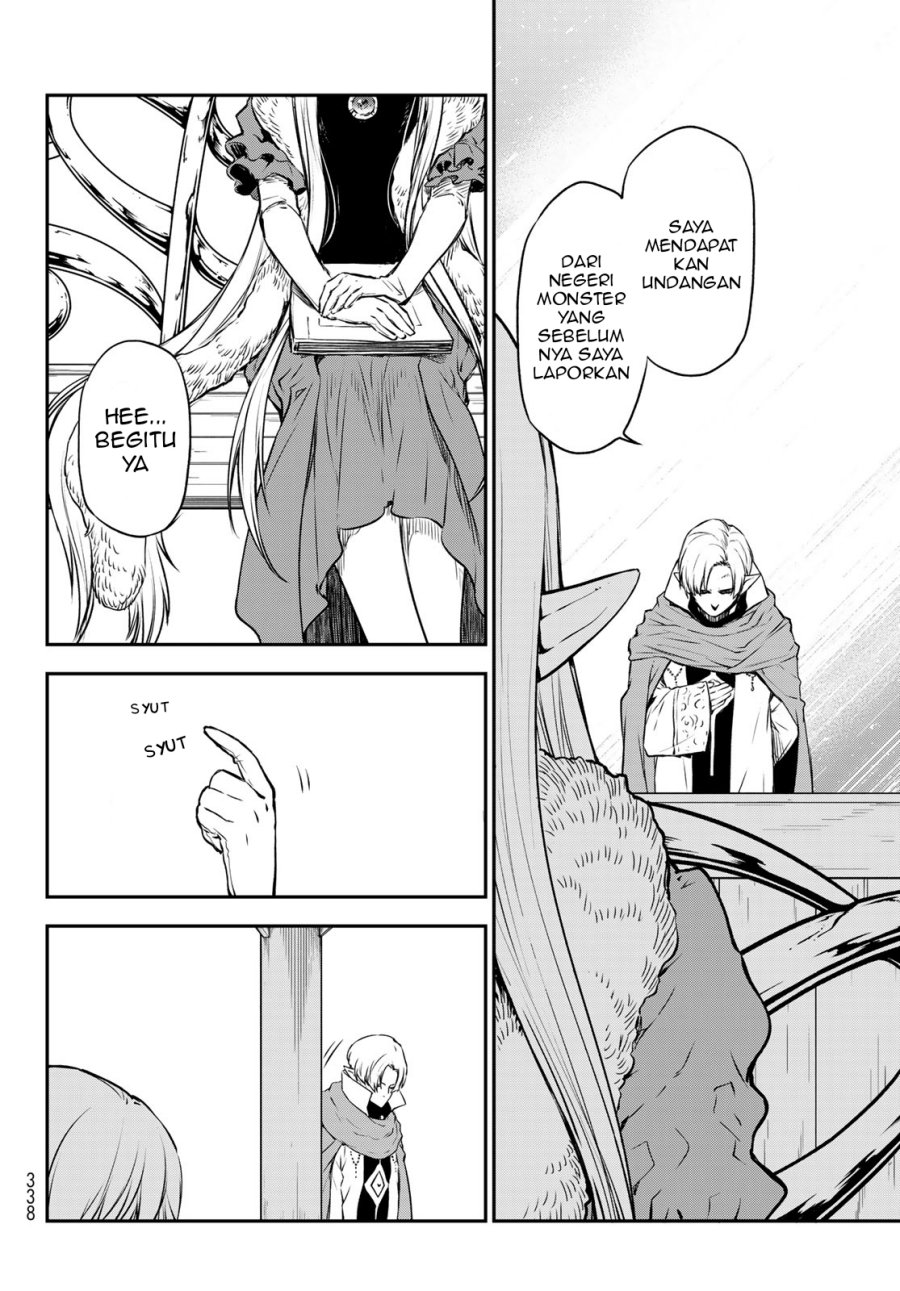 SAYA
MENDAPAT
KAN
UNDANGAN
DARI
NEGERI
MONSTER
YANG
SEBELUM
NYA SAYA
LAPORKAN
HEE...
BEGITU
YA
SYUT
SYUT
338